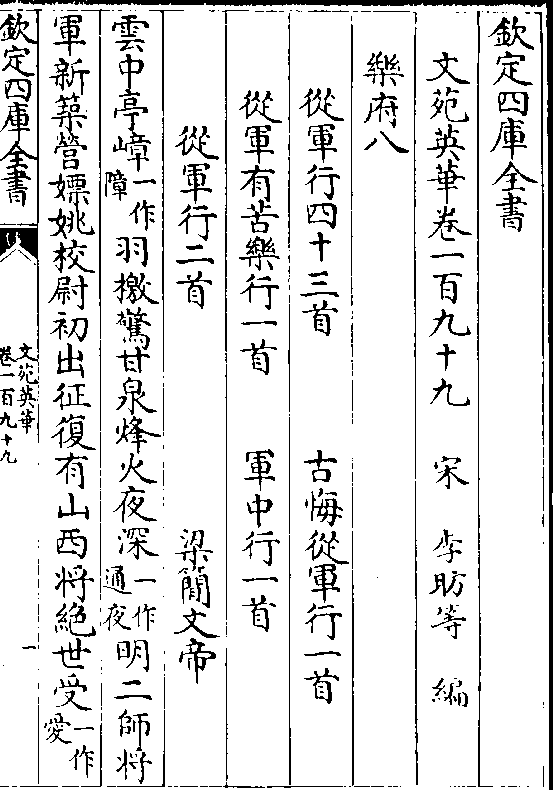 欽定四庫全書
文苑英華卷一百九十九　宋　李昉等　編
樂府八
從軍行四十三首　古悔從軍行一首
從軍有苦樂行一首　軍中行一首
從軍行二首　梁簡文帝
雲中亭嶂一作障羽檄驚甘泉烽火夜深一作通夜明二師將
軍新築營嫖姚校尉初出征復有山西将絶世受一作愛
欽定四庫全書
文苑英華
卷一百九十九
一